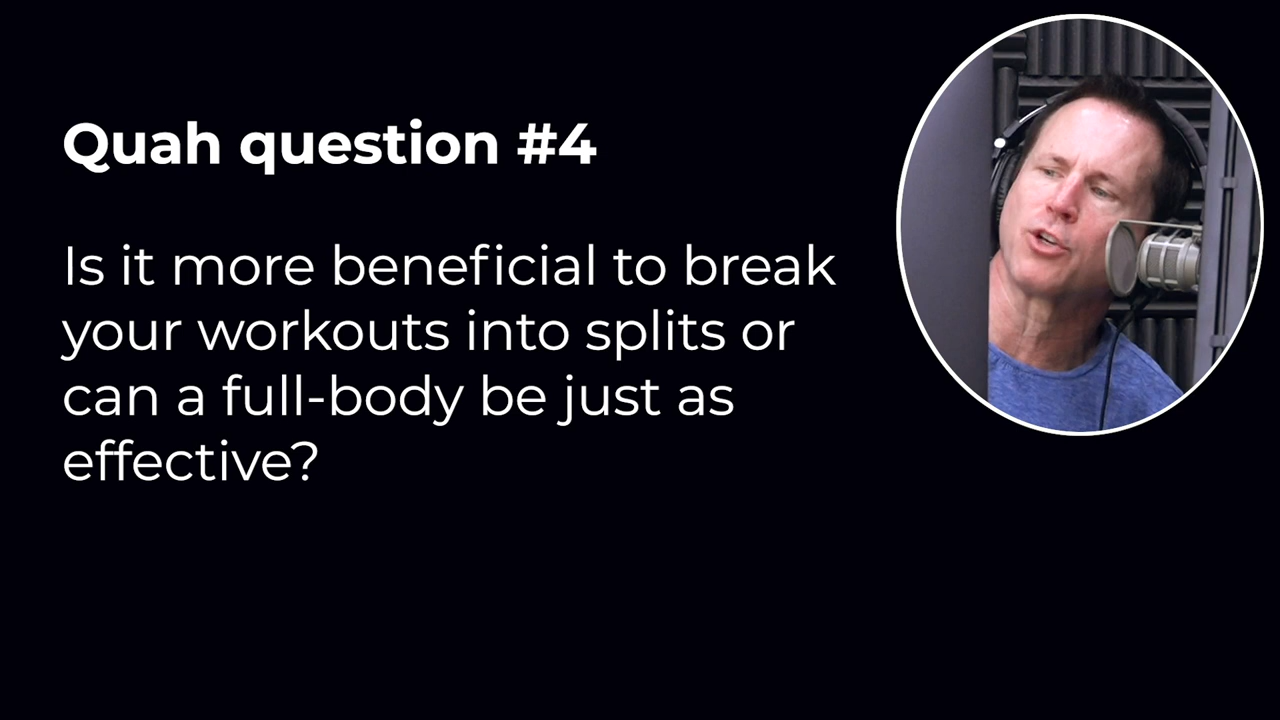 Quah question #4
Is it more beneficial to break
your workouts into splits or
can a full-body be just as
effective?